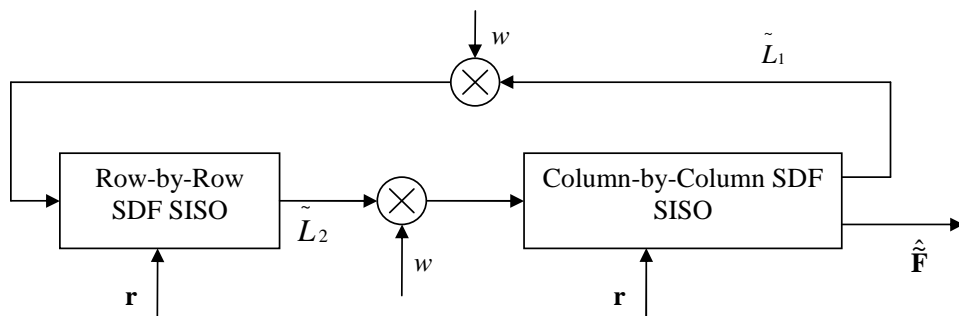 w
L̃₁
Row-by-Row
SDF SISO
L̃₂
w
Column-by-Column SDF
SISO
r
r
F̃̂